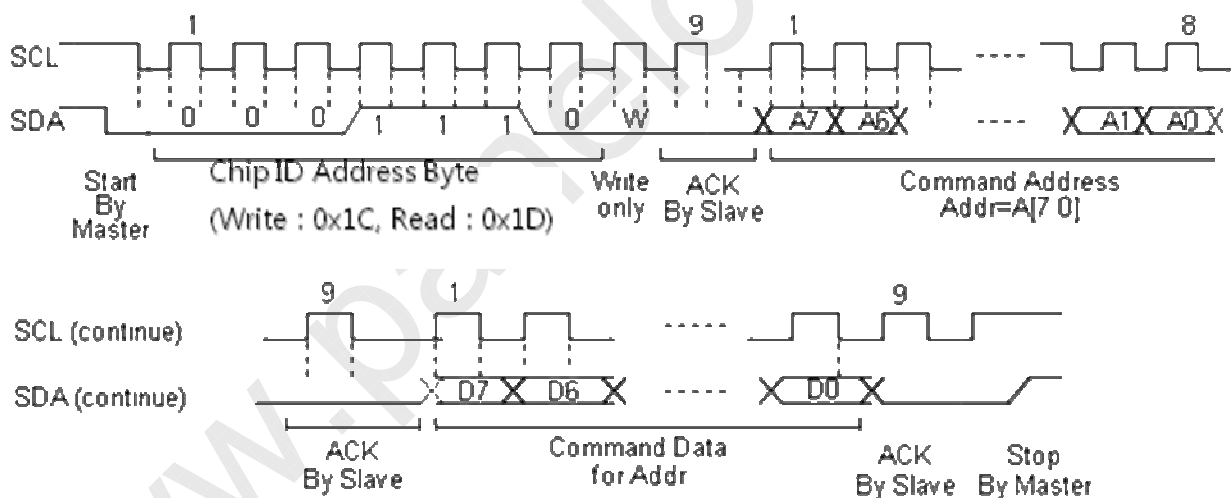 1 9 1 8
SCL
SDA 0 0 0 1 1 1 0 W A7 A6 A1 A0
Start By Master
Chip ID Address Byte
(Write : 0x1C, Read : 0x1D)
Write only
ACK By Slave
Command Address
Addr=A[7 0]
9 1 9
SCL (continue)
SDA (continue) D7 D6 D0
ACK By Slave
Command Data for Addr
ACK By Slave
Stop By Master